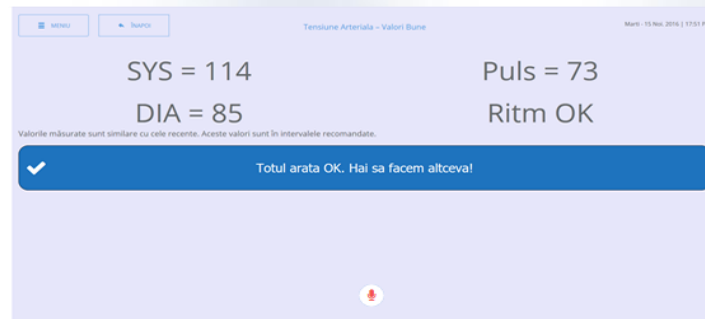 MENIU
ÎNAPOI
Tensiune Arteriala – Valori Bune
Marti - 15 Noi. 2016 | 17:51 P
SYS = 114
Puls = 73
DIA = 85
Ritm OK
Valorile măsurate sunt similare cu cele recente. Aceste valori sunt în intervalele recomandate.
Totul arata OK. Hai sa facem altceva!